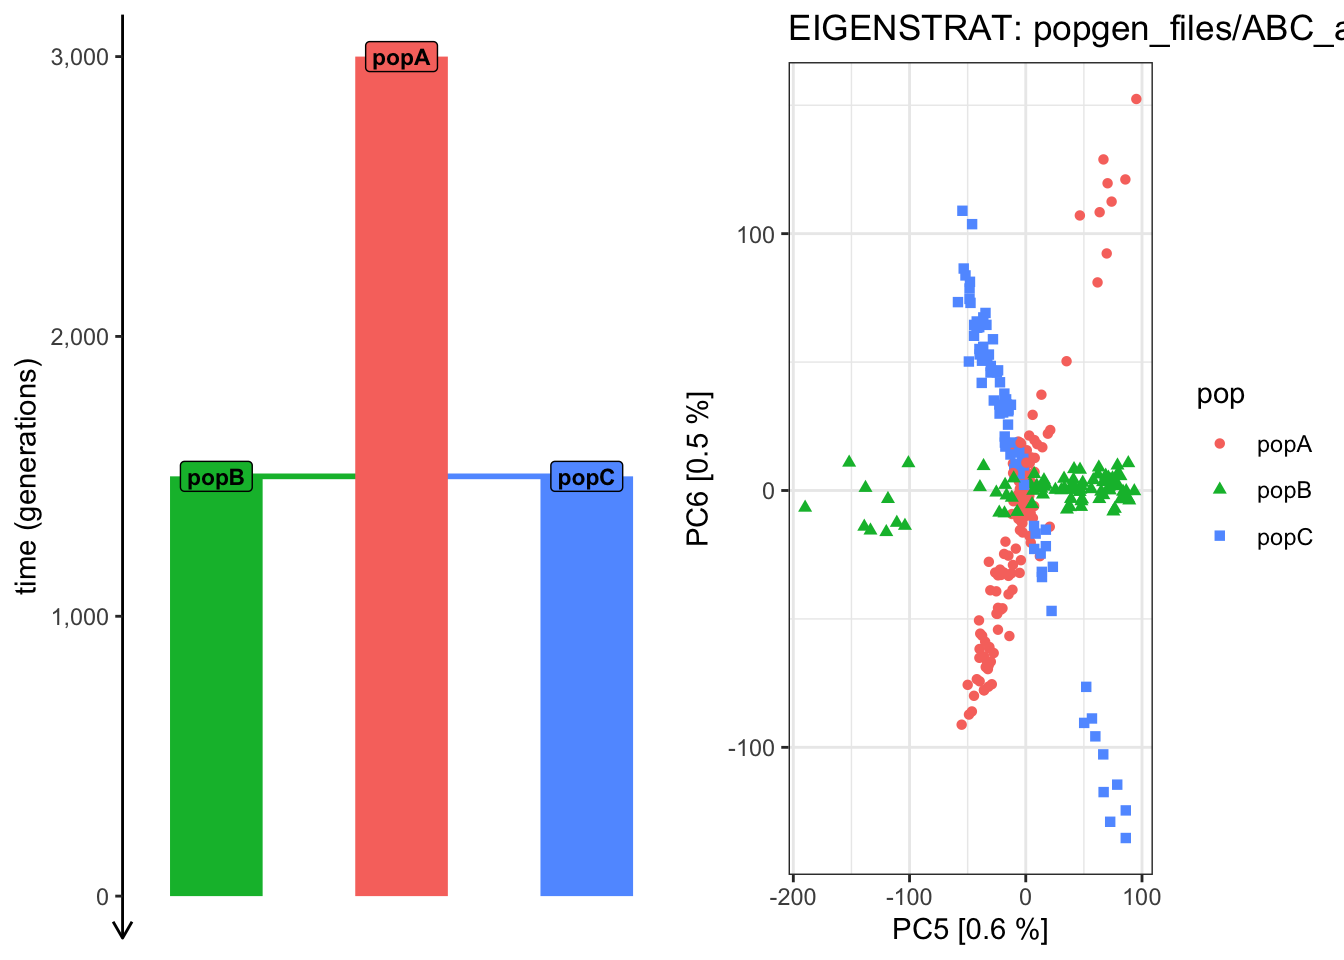 time (generations)
3,000
2,000
1,000
0
popA
popB
popC
EIGENSTRAT: popgen_files/ABC_a
PC6 [0.5 %]
100
0
-100
-200
-100
0
100
PC5 [0.6 %]
pop
popA
popB
popC